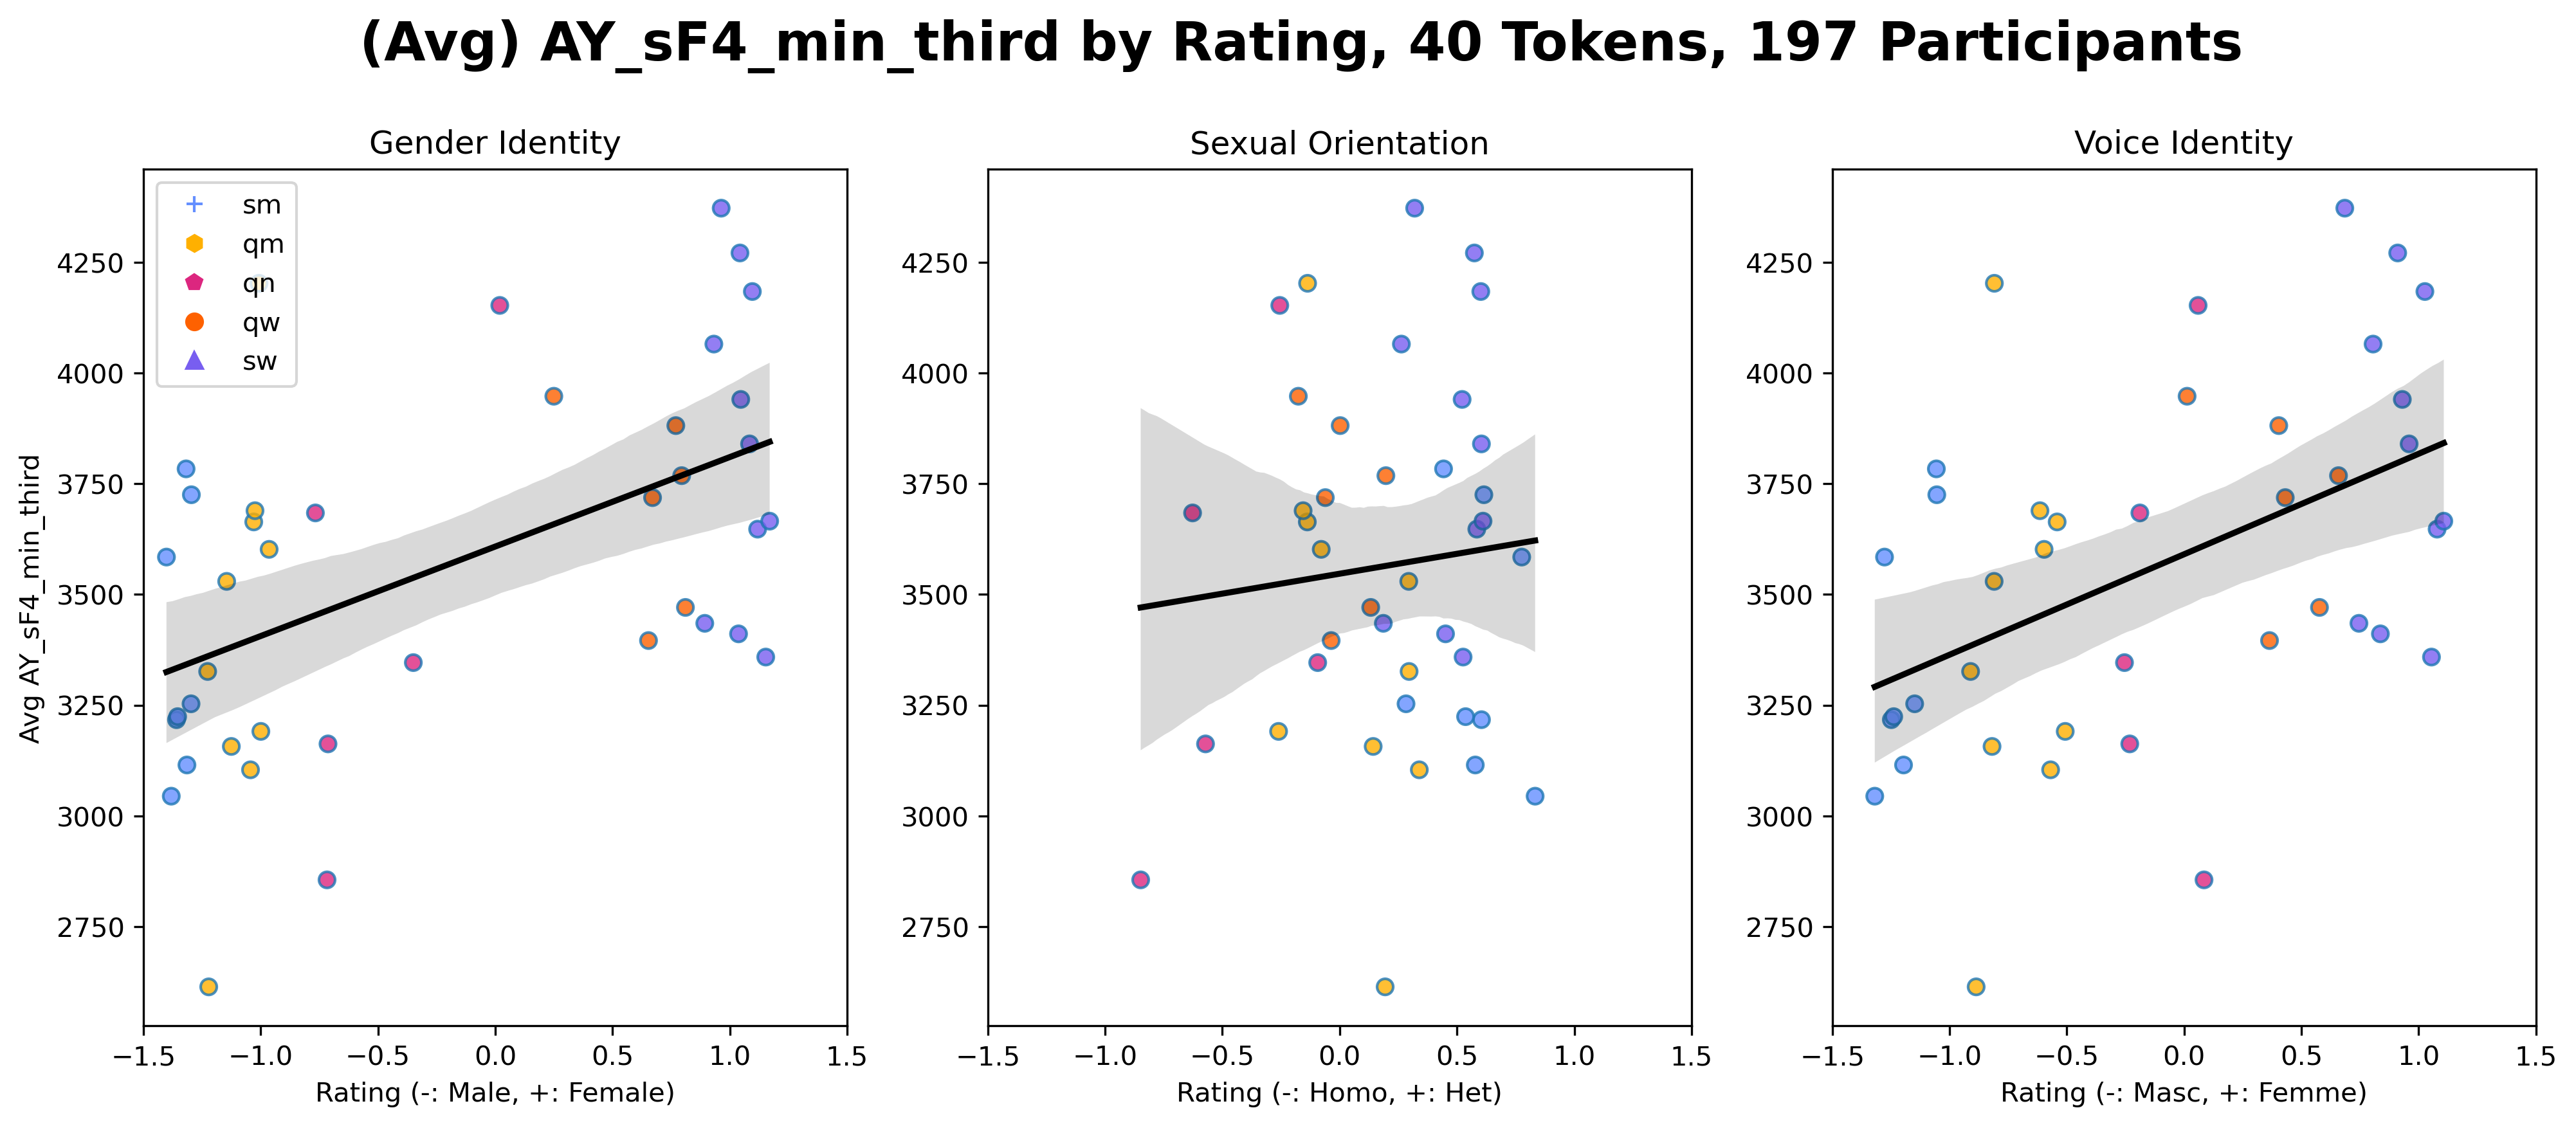 (Avg) AY_sF4_min_third by Rating, 40 Tokens, 197 Participants
Gender Identity
Sexual Orientation
Voice Identity
sm
qm
qn
qw
sw
Avg AY_sF4_min_third
4250
4000
3750
3500
3250
3000
2750
−1.5 −1.0 −0.5 0.0 0.5 1.0 1.5
Rating (-: Male, +: Female)
4250
4000
3750
3500
3250
3000
2750
−1.5 −1.0 −0.5 0.0 0.5 1.0 1.5
Rating (-: Homo, +: Het)
4250
4000
3750
3500
3250
3000
2750
−1.5 −1.0 −0.5 0.0 0.5 1.0 1.5
Rating (-: Masc, +: Femme)